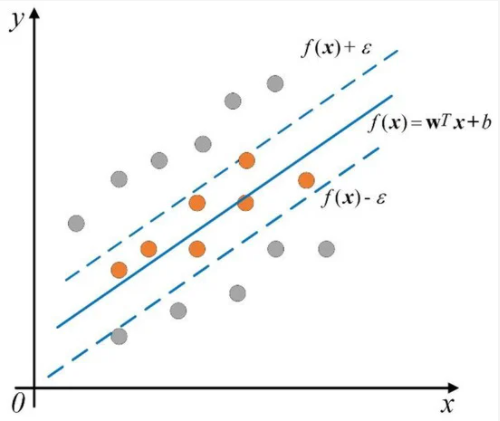 y
f(x)+ ε
f(x)=wᵀx+b
f(x)- ε
0
x